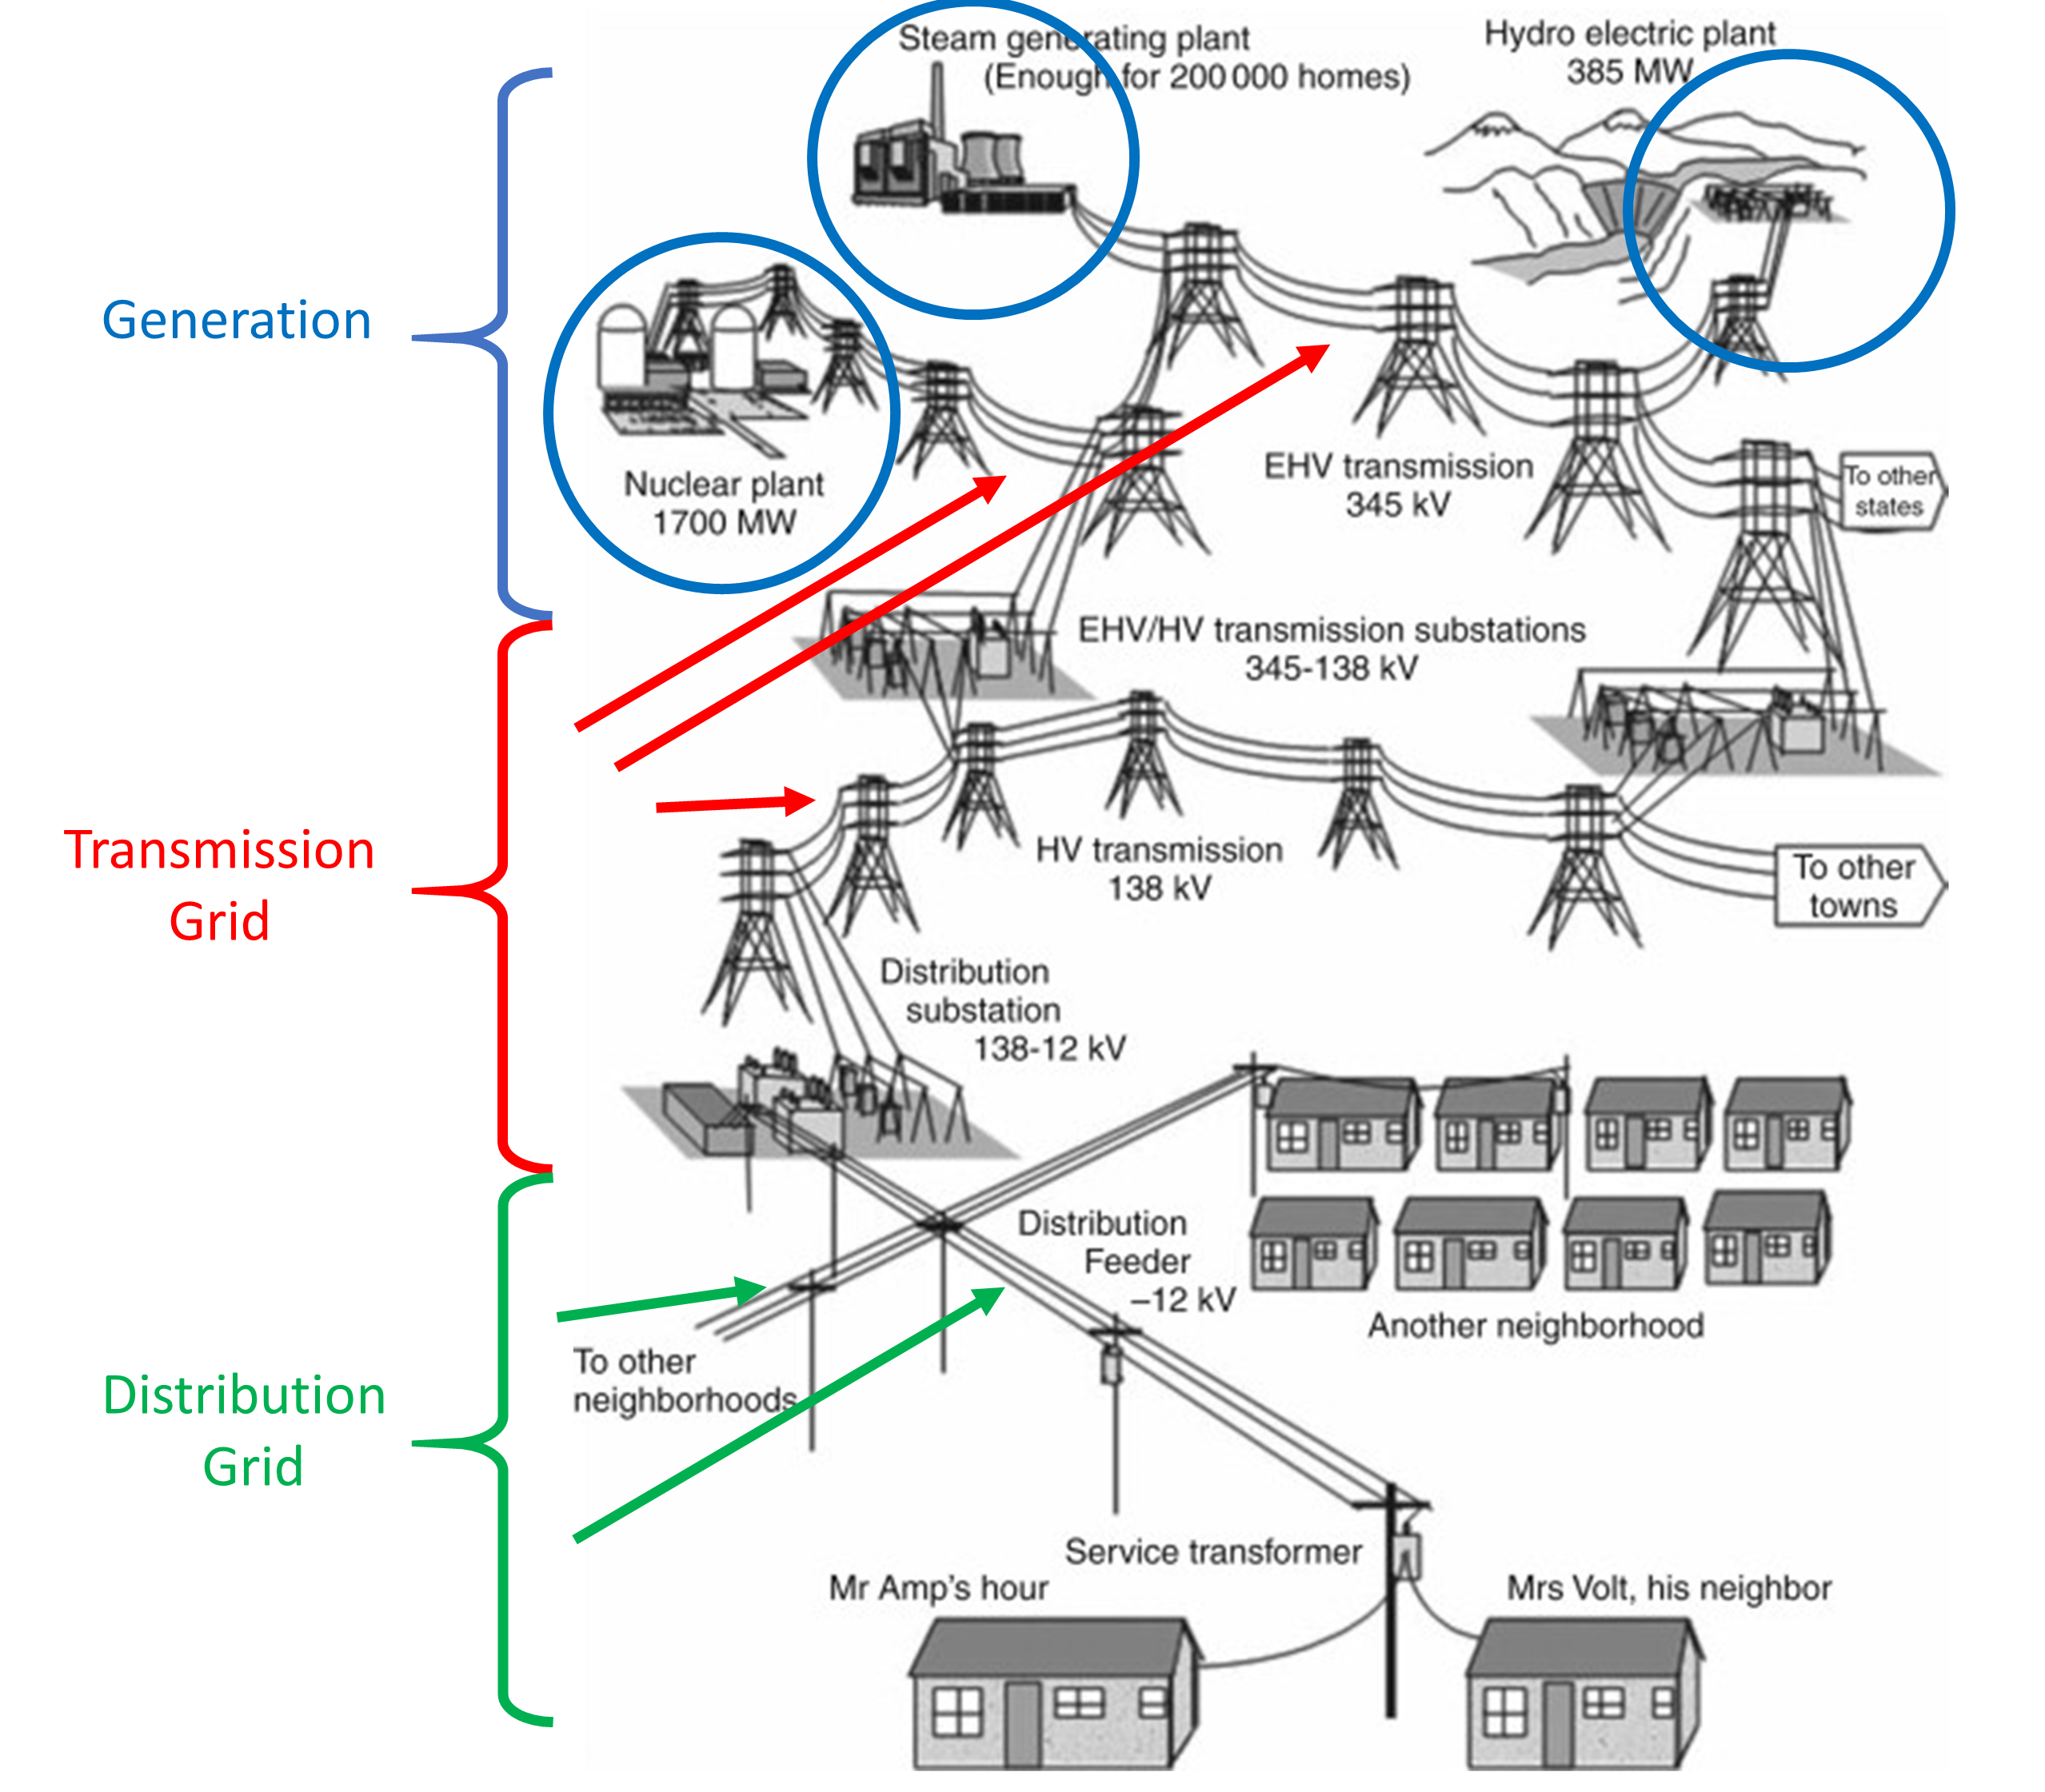 Steam generating plant
(Enough for 200 000 homes)
Hydro electric plant
385 MW
Generation
Nuclear plant
1700 MW
EHV transmission
345 kV
To other
states
EHV/HV transmission substations
345-138 kV
Transmission
Grid
HV transmission
138 kV
To other
towns
Distribution
substation
138-12 kV
Distribution
Feeder
–12 kV
Another neighborhood
To other
neighborhoods
Distribution
Grid
Service transformer
Mr Amp's hour
Mrs Volt, his neighbor